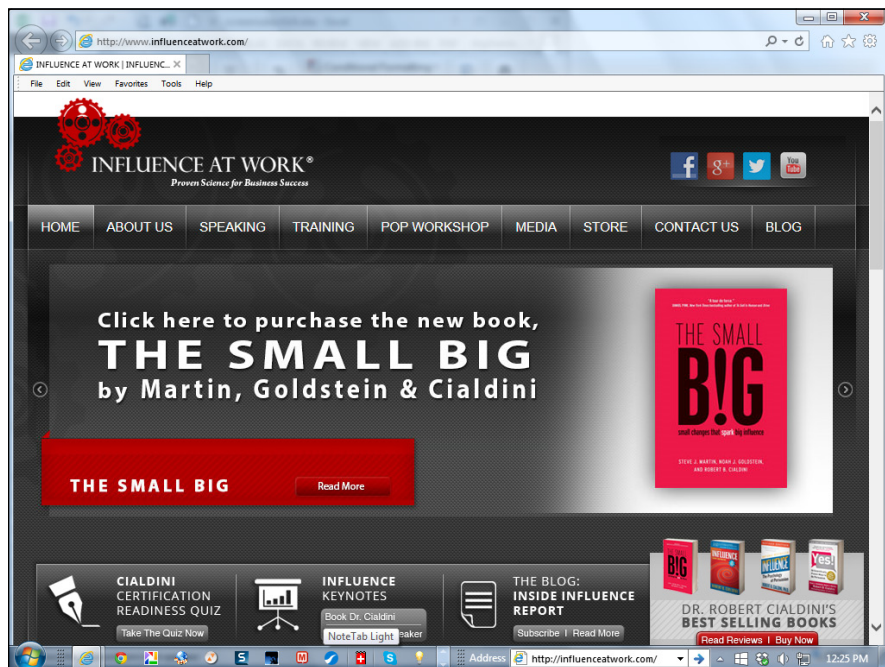 http://www.influenceatwork.com/
INFLUENCE AT WORK | INFLUENC...
File Edit View Favorites Tools Help
INFLUENCE AT WORK®
Proven Science for Business Success
f g+ You Tube
HOME ABOUT US SPEAKING TRAINING POP WORKSHOP MEDIA STORE CONTACT US BLOG
Click here to purchase the new book,
THE SMALL BIG
by Martin, Goldstein & Cialdini
THE SMALL
B!G
small changes that spark big influence
STEVE J. MARTIN, NOAH J. GOLDSTEIN,
AND ROBERT B. CIALDINI
THE SMALL BIG
Read More
CIALDINI
CERTIFICATION
READINESS QUIZ
Take The Quiz Now
INFLUENCE
KEYNOTES
Book Dr. Cialdini
NoteTab Light
THE BLOG:
INSIDE INFLUENCE
REPORT
Subscribe I Read More
B!G INFLUENCE INFLUENCE Yes!
DR. ROBERT CIALDINI'S
BEST SELLING BOOKS
Read Reviews I Buy Now
Address http://influenceatwork.com/ 12:25 PM